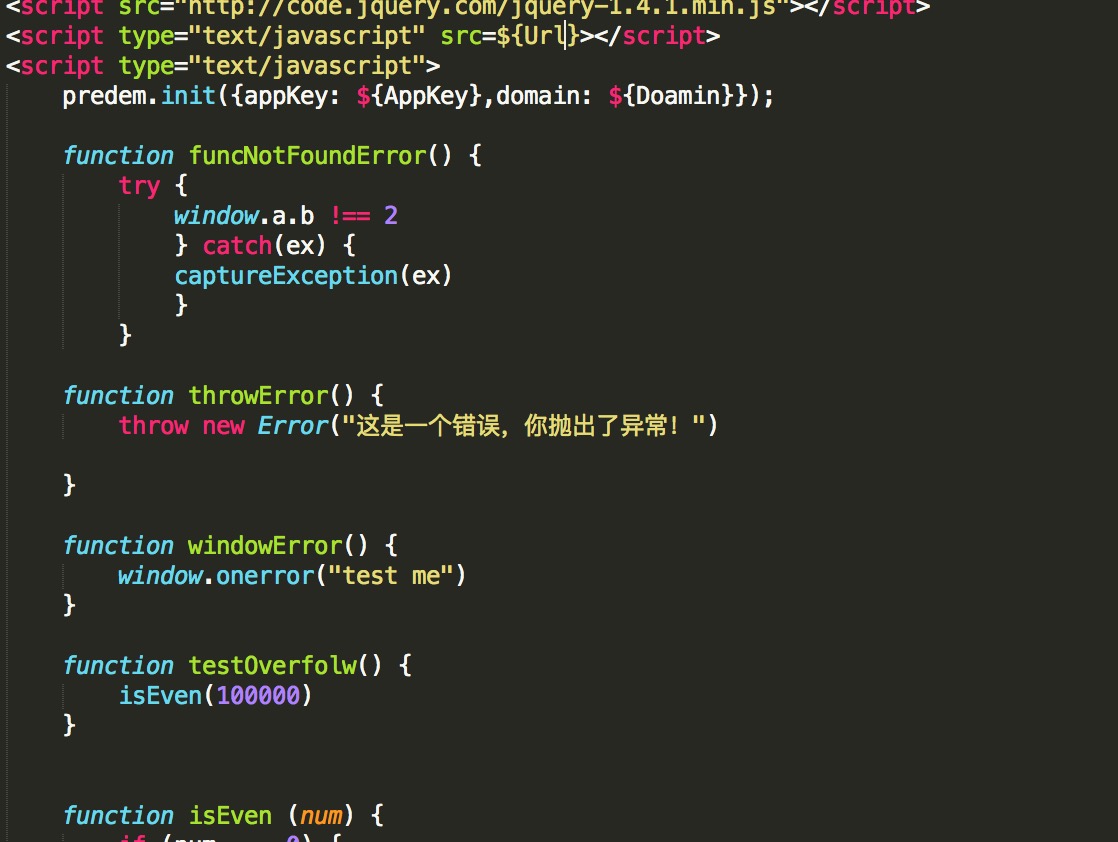 <script src="http://code.jquery.com/jquery-1.4.1.min.js"></script>
<script type="text/javascript" src=${Url}></script>
<script type="text/javascript">
predem.init({appKey: ${AppKey},domain: ${Doamin}});
function funcNotFoundError() {
try {
window.a.b !== 2
} catch(ex) {
captureException(ex)
}
}
function throwError() {
throw new Error("这是一个错误，你抛出了异常！")
}
function windowError() {
window.onerror("test me")
}
function testOverfolw() {
isEven(100000)
}
function isEven (num) {
if (num 0) {